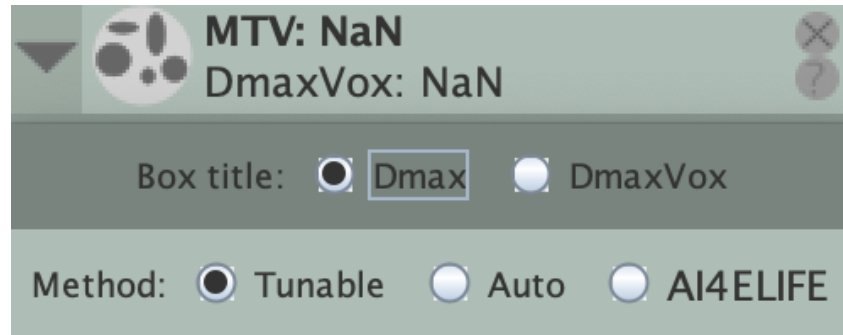 MTV: NaN
DmaxVox: NaN
?
Box title: Dmax DmaxVox
Method: Tunable Auto AI4ELIFE